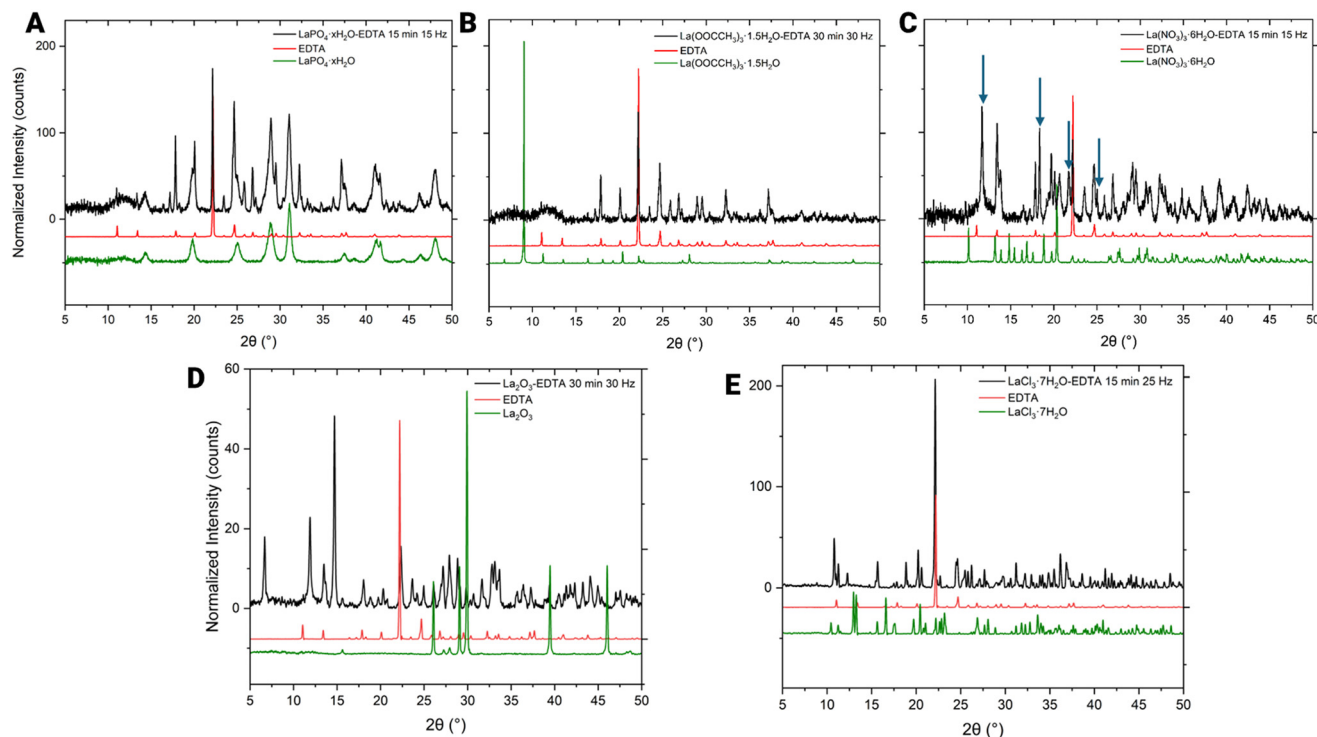 A
LaPO₄·xH₂O-EDTA 15 min 15 Hz
EDTA
LaPO₄·xH₂O
Normalized Intensity (counts)
200
100
0
5 10 15 20 25 30 35 40 45 50
2θ (°)
B
La(OOCCH₃)₃·1.5H₂O-EDTA 30 min 30 Hz
EDTA
La(OOCCH₃)₃·1.5H₂O
5 10 15 20 25 30 35 40 45 50
2θ (°)
C
La(NO₃)₃·6H₂O-EDTA 15 min 15 Hz
EDTA
La(NO₃)₃·6H₂O
5 10 15 20 25 30 35 40 45 50
2θ (°)
D
La₂O₃-EDTA 30 min 30 Hz
EDTA
La₂O₃
Normalized Intensity (counts)
60
40
20
0
5 10 15 20 25 30 35 40 45 50
2θ (°)
E
LaCl₃·7H₂O-EDTA 15 min 25 Hz
EDTA
LaCl₃·7H₂O
200
100
0
5 10 15 20 25 30 35 40 45 50
2θ (°)